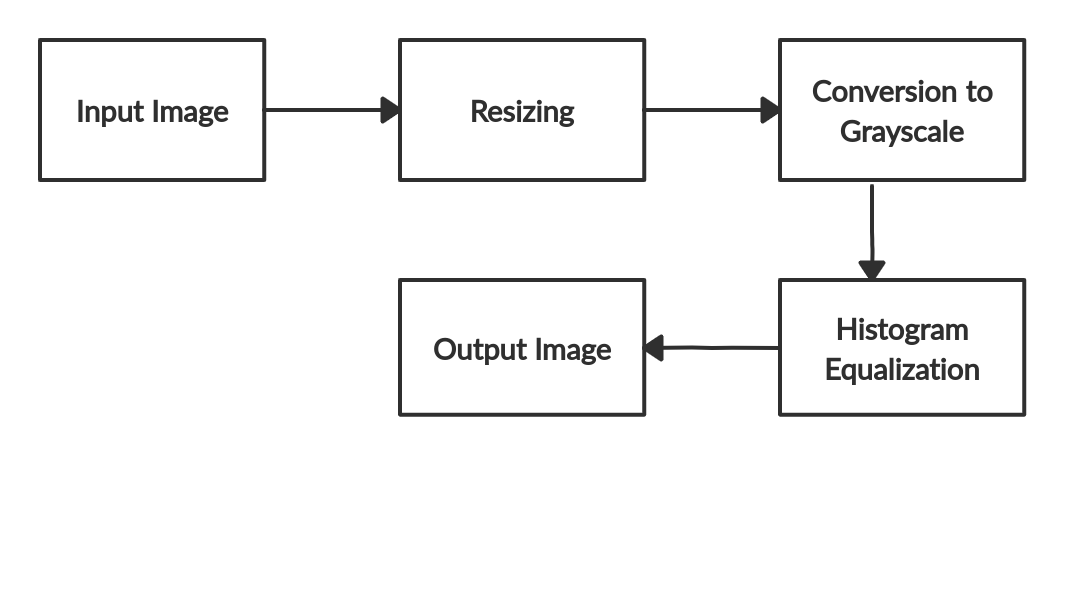 Input Image
Resizing
Conversion to
Grayscale
Histogram
Equalization
Output Image